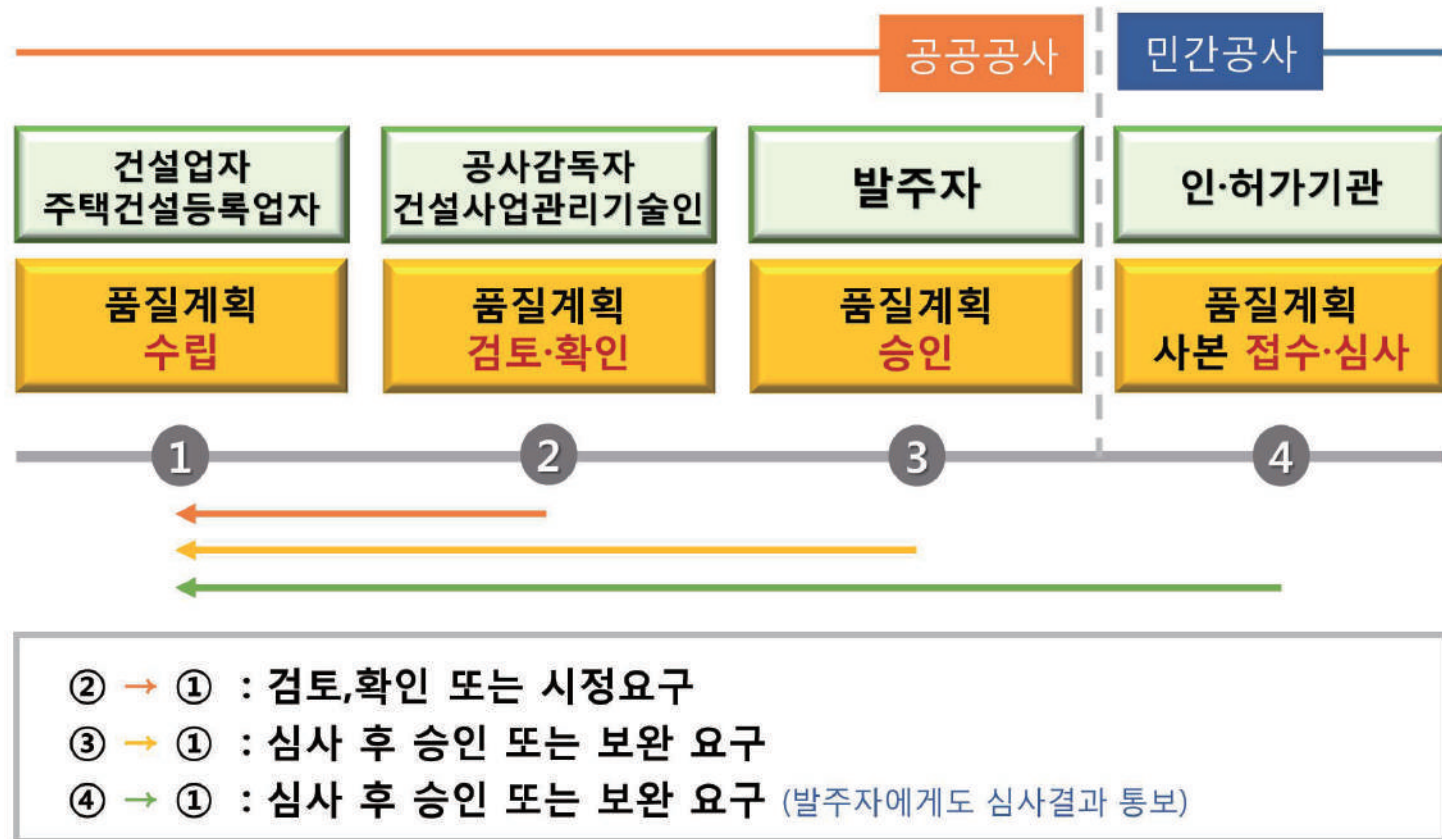 공공공사
민간공사
건설업자
주택건설등록업자
공사감독자
건설사업관리기술인
발주자
인·허가기관
품질계획
수립
품질계획
검토·확인
품질계획
승인
품질계획
사본 접수·심사
1
2
3
4
② → ① : 검토,확인 또는 시정요구
③ → ① : 심사 후 승인 또는 보완 요구
④ → ① : 심사 후 승인 또는 보완 요구 (발주자에게도 심사결과 통보)